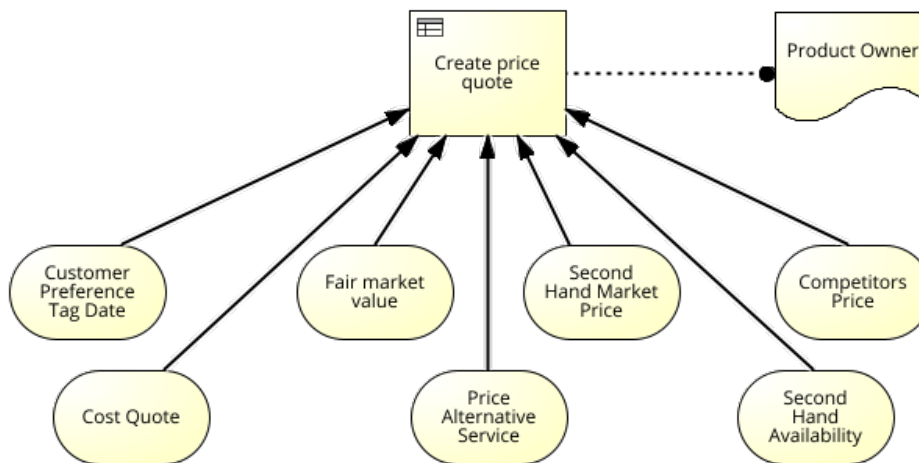 Create price
quote
Product Owner
Customer
Preference
Tag Date
Fair market
value
Second
Hand Market
Price
Competitors
Price
Cost Quote
Price
Alternative
Service
Second
Hand
Availability